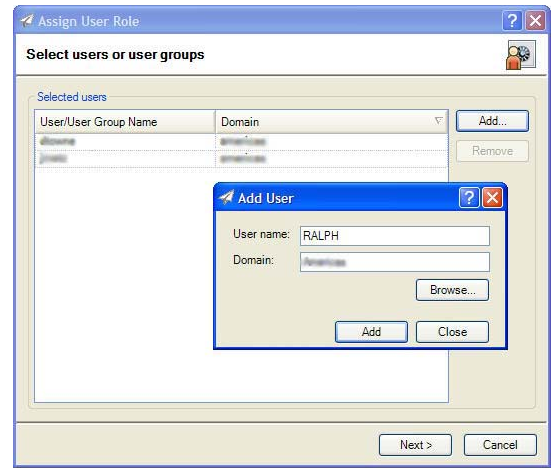 Assign User Role
Select users or user groups
Selected users
User/User Group Name Domain
Add...
Remove
Add User
User name: RALPH
Domain:
Browse...
Add Close
Next > Cancel